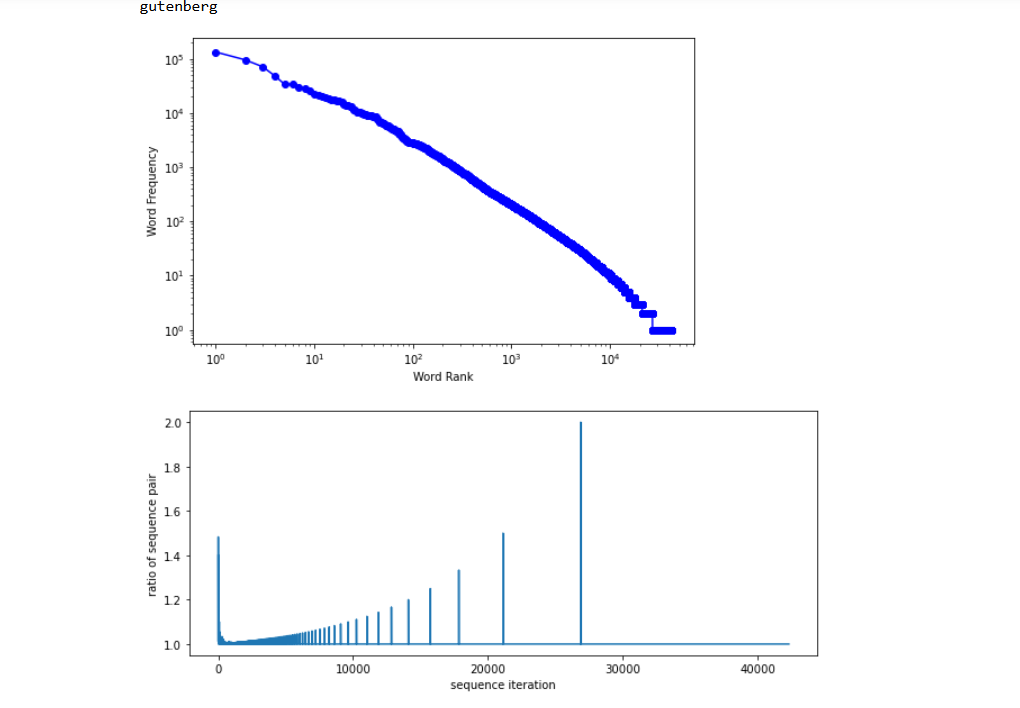 gutenberg
10⁵
10⁴
10³
10²
10¹
10⁰
Word Frequency
10⁰ 10¹ 10² 10³ 10⁴
Word Rank
2.0
1.8
1.6
1.4
1.2
1.0
ratio of sequence pair
0 10000 20000 30000 40000
sequence iteration